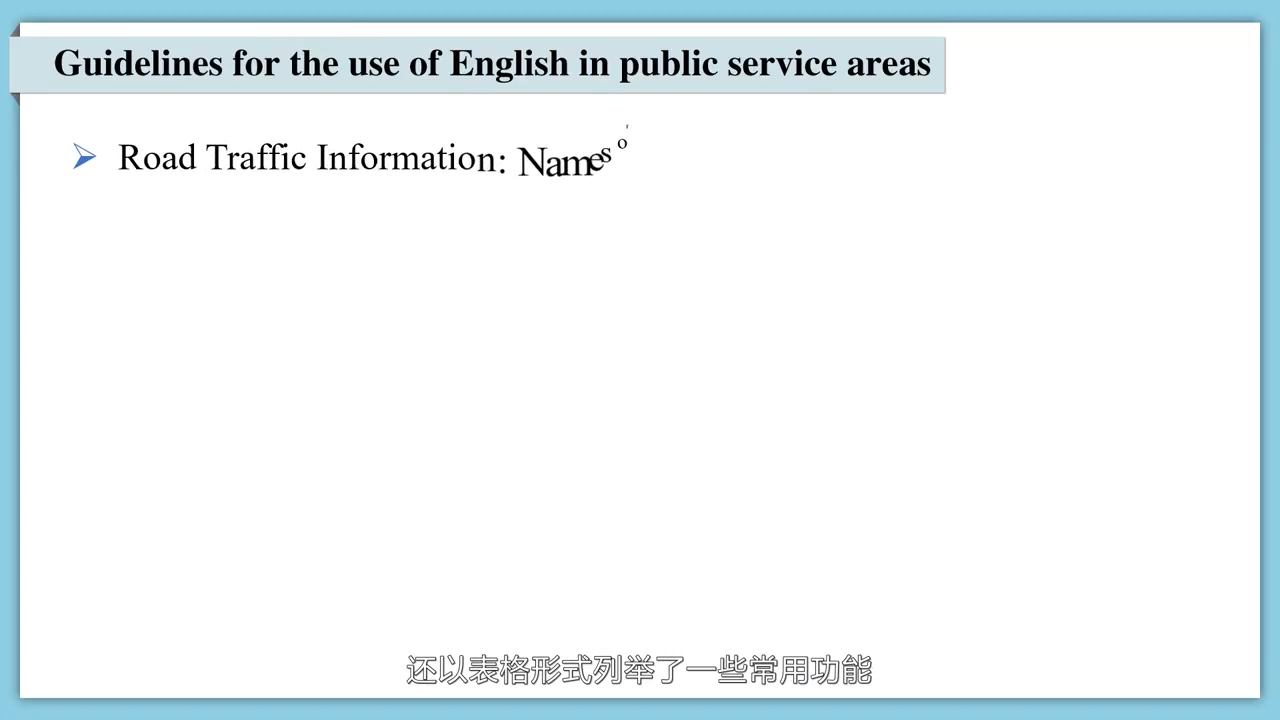 Guidelines for the use of English in public service areas
Road Traffic Information: Names
还以表格形式列举了一些常用功能